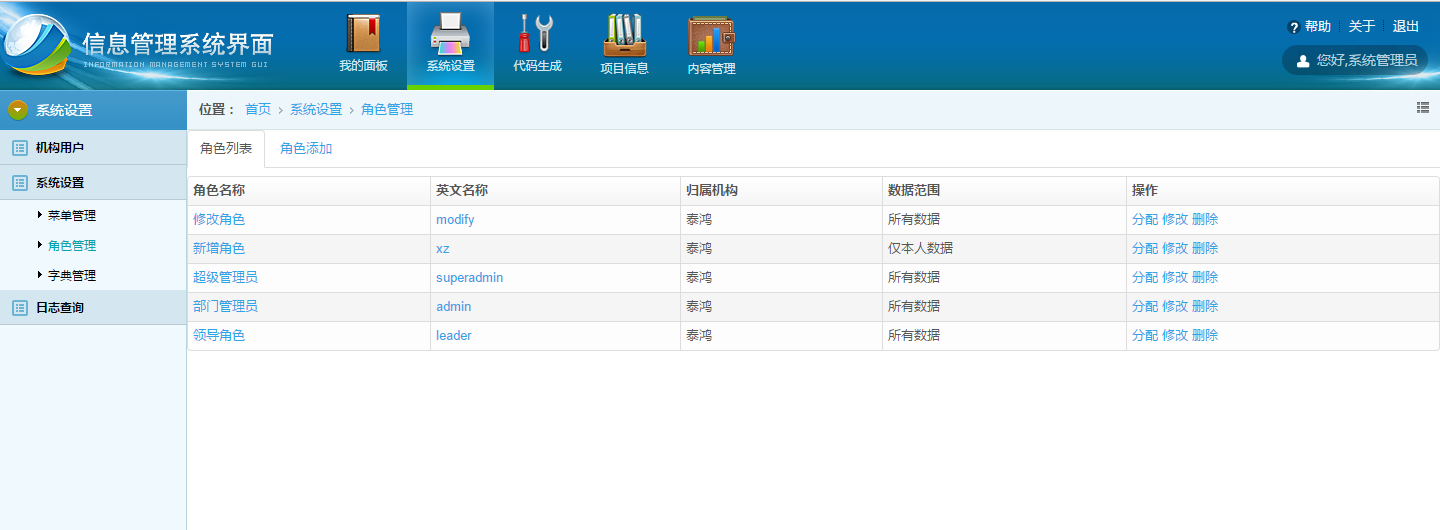 信息管理系统界面
INFORMATION MANAGEMENT SYSTEM GUI
我的面板 系统设置 代码生成 项目信息 内容管理
帮助 关于 退出
您好,系统管理员
系统设置
机构用户
系统设置
菜单管理
角色管理
字典管理
日志查询
位置： 首页 › 系统设置 › 角色管理
角色列表 角色添加
角色名称 英文名称 归属机构 数据范围 操作
修改角色 modify 泰鸿 所有数据 分配 修改 删除
新增角色 xz 泰鸿 仅本人数据 分配 修改 删除
超级管理员 superadmin 泰鸿 所有数据 分配 修改 删除
部门管理员 admin 泰鸿 所有数据 分配 修改 删除
领导角色 leader 泰鸿 所有数据 分配 修改 删除